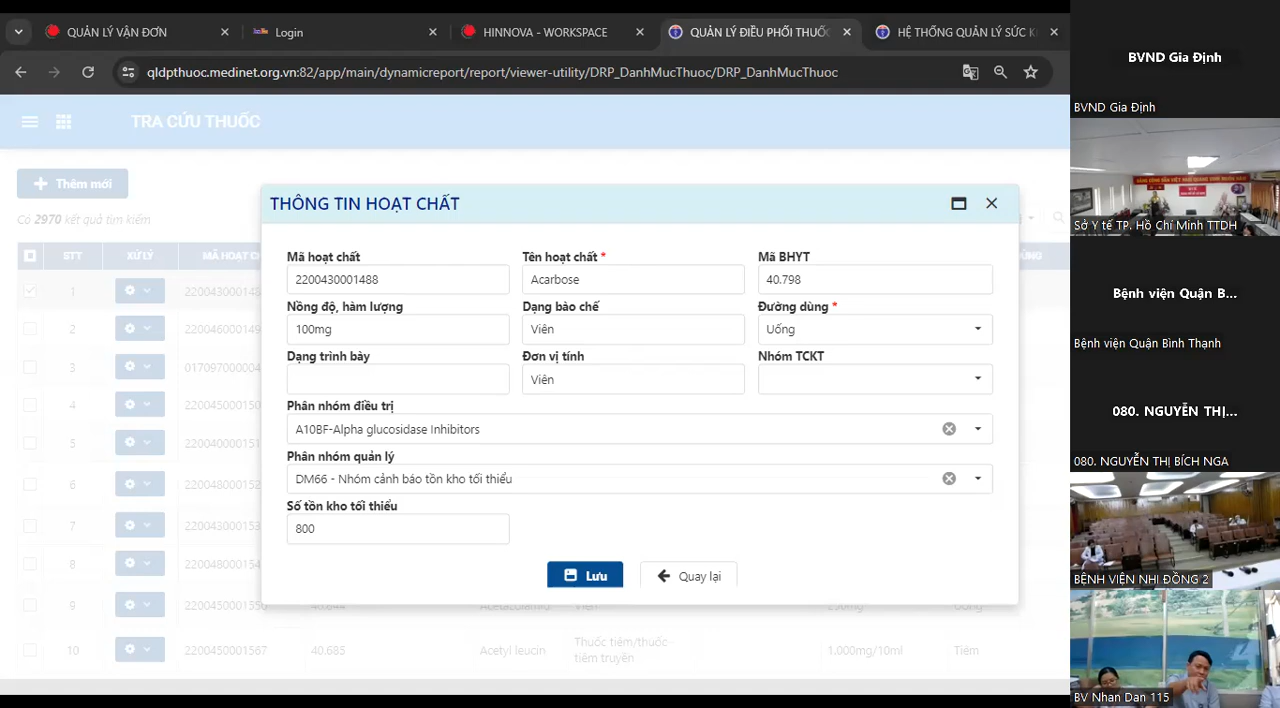 QUẢN LÝ VẬN ĐƠN
Login
HINNOVA - WORKSPACE
QUẢN LÝ ĐIỀU PHỐI THUỐC
HỆ THỐNG QUẢN LÝ SỨC
qldpthuoc.medinet.org.vn:82/app/main/dynamicreport/report/viewer-utility/DRP_DanhMucThuoc/DRP_DanhMucThuoc
TRA CỨU THUỐC
Thêm mới
Có 2970 kết quả tìm kiếm
STT
XỬ LÝ
MÃ HOẠT
1
2
3
4
5
6
7
8
9
10
2200450001567
40.685
Acetyl leucin
Thuốc tiêm/thuốc tiêm truyền
1.000mg/10ml
Tiêm
THÔNG TIN HOẠT CHẤT
Mã hoạt chất
Tên hoạt chất *
Mã BHYT
2200430001488
Acarbose
40.798
Nồng độ, hàm lượng
Dạng bào chế
Đường dùng *
100mg
Viên
Uống
Dạng trình bày
Đơn vị tính
Nhóm TCKT
Viên
Phân nhóm điều trị
A10BF-Alpha glucosidase Inhibitors
Phân nhóm quản lý
DM66 - Nhóm cảnh báo tồn kho tối thiểu
Số tồn kho tối thiểu
800
Lưu
Quay lại
BVND Gia Định
BVND Gia Định
Sở Y tế TP. Hồ Chí Minh TTDH
Bệnh viện Quận B...
Bệnh viện Quận Bình Thạnh
080. NGUYỄN THỊ...
080. NGUYỄN THỊ BÍCH NGA
BỆNH VIỆN NHI ĐỒNG 2
BV Nhan Dan 115